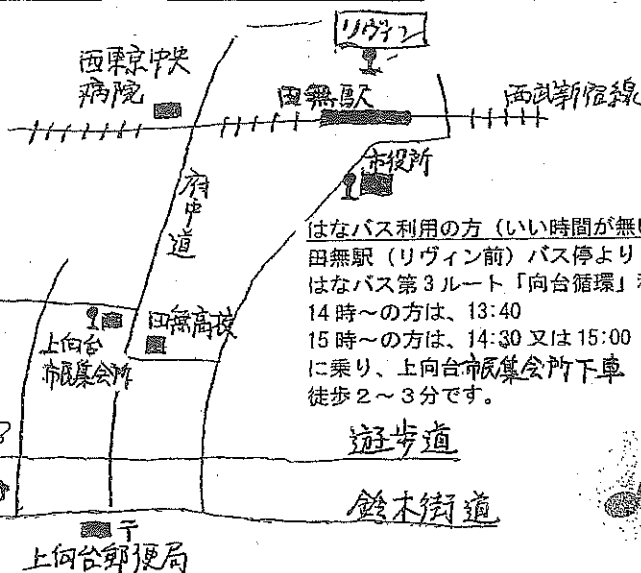 リヴィン
西東京中央
病院
田無駅
西武新宿線
市役所
府中道
はなバス利用の方（いい時間が無い
田無駅（リヴィン前）バス停より
はなバス第3ルート「向台循環」
14時～の方は、13:40
15時～の方は、14:30又は15:00
に乗り、上向台市民集会所下車
徒歩2～3分です。
田無高校
上向台
市民集会所
遊歩道
鈴木街道
〒
上向台郵便局